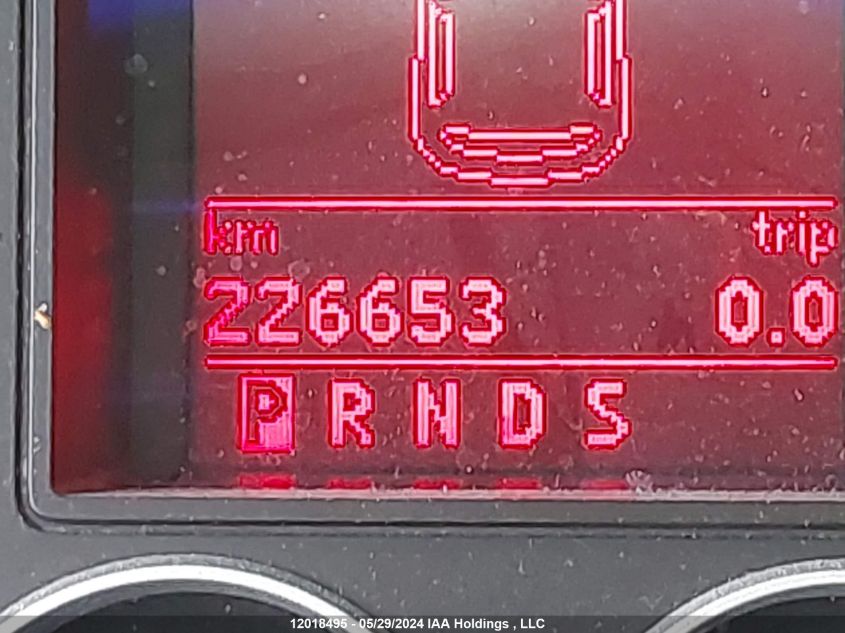 km trip
226653 0.0
P R N D S
12018495 - 05/29/2024 IAA Holdings , LLC